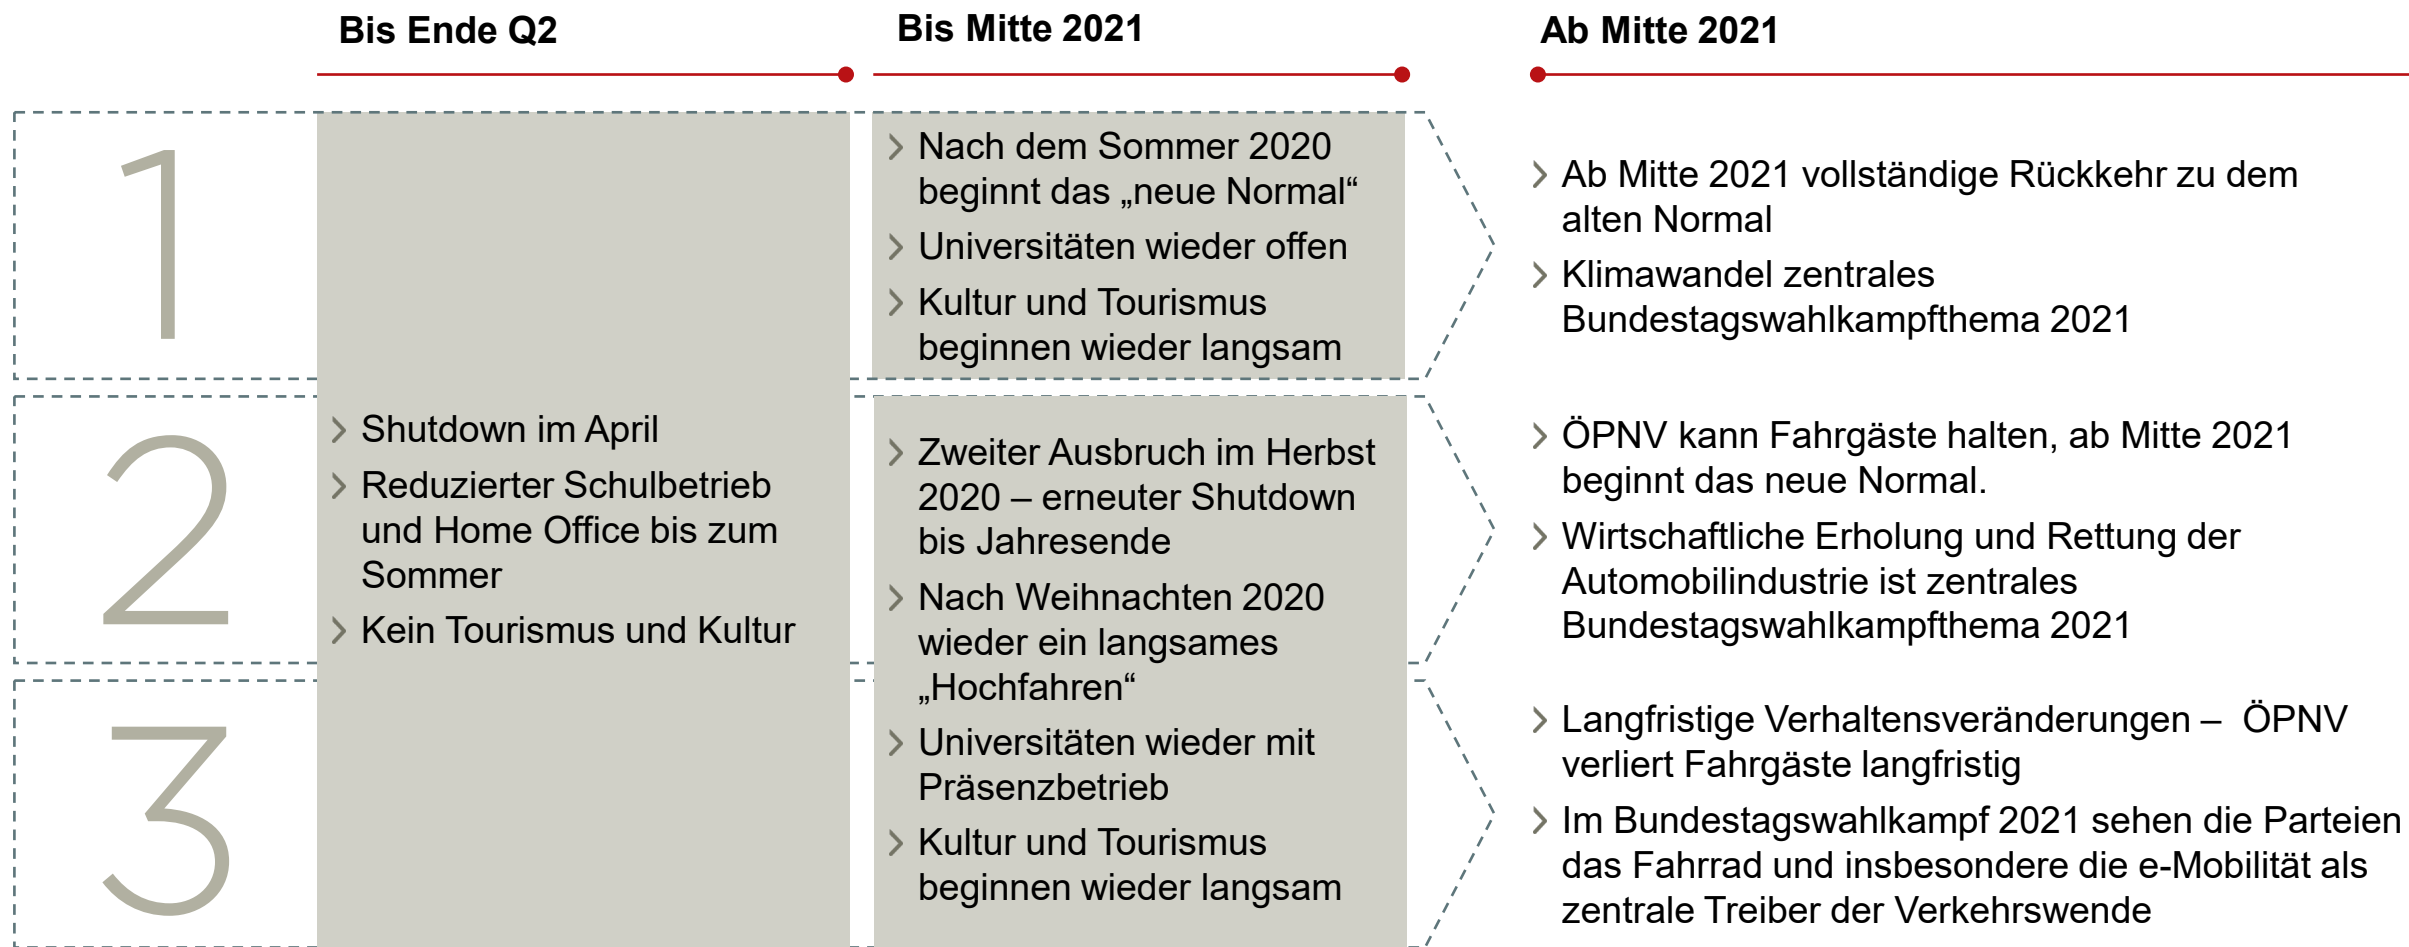 Bis Ende Q2
Bis Mitte 2021
Ab Mitte 2021
1
Nach dem Sommer 2020
beginnt das „neue Normal“
Universitäten wieder offen
Kultur und Tourismus
beginnen wieder langsam
Ab Mitte 2021 vollständige Rückkehr zu dem
alten Normal
Klimawandel zentrales
Bundestagswahlkampfthema 2021
2
Shutdown im April
Reduzierter Schulbetrieb
und Home Office bis zum
Sommer
Kein Tourismus und Kultur
Zweiter Ausbruch im Herbst
2020 – erneuter Shutdown
bis Jahresende
Nach Weihnachten 2020
wieder ein langsames
„Hochfahren“
Universitäten wieder mit
Präsenzbetrieb
Kultur und Tourismus
beginnen wieder langsam
ÖPNV kann Fahrgäste halten, ab Mitte 2021
beginnt das neue Normal.
Wirtschaftliche Erholung und Rettung der
Automobilindustrie ist zentrales
Bundestagswahlkampfthema 2021
3
Langfristige Verhaltensveränderungen – ÖPNV
verliert Fahrgäste langfristig
Im Bundestagswahlkampf 2021 sehen die Parteien
das Fahrrad und insbesondere die e-Mobilität als
zentrale Treiber der Verkehrswende